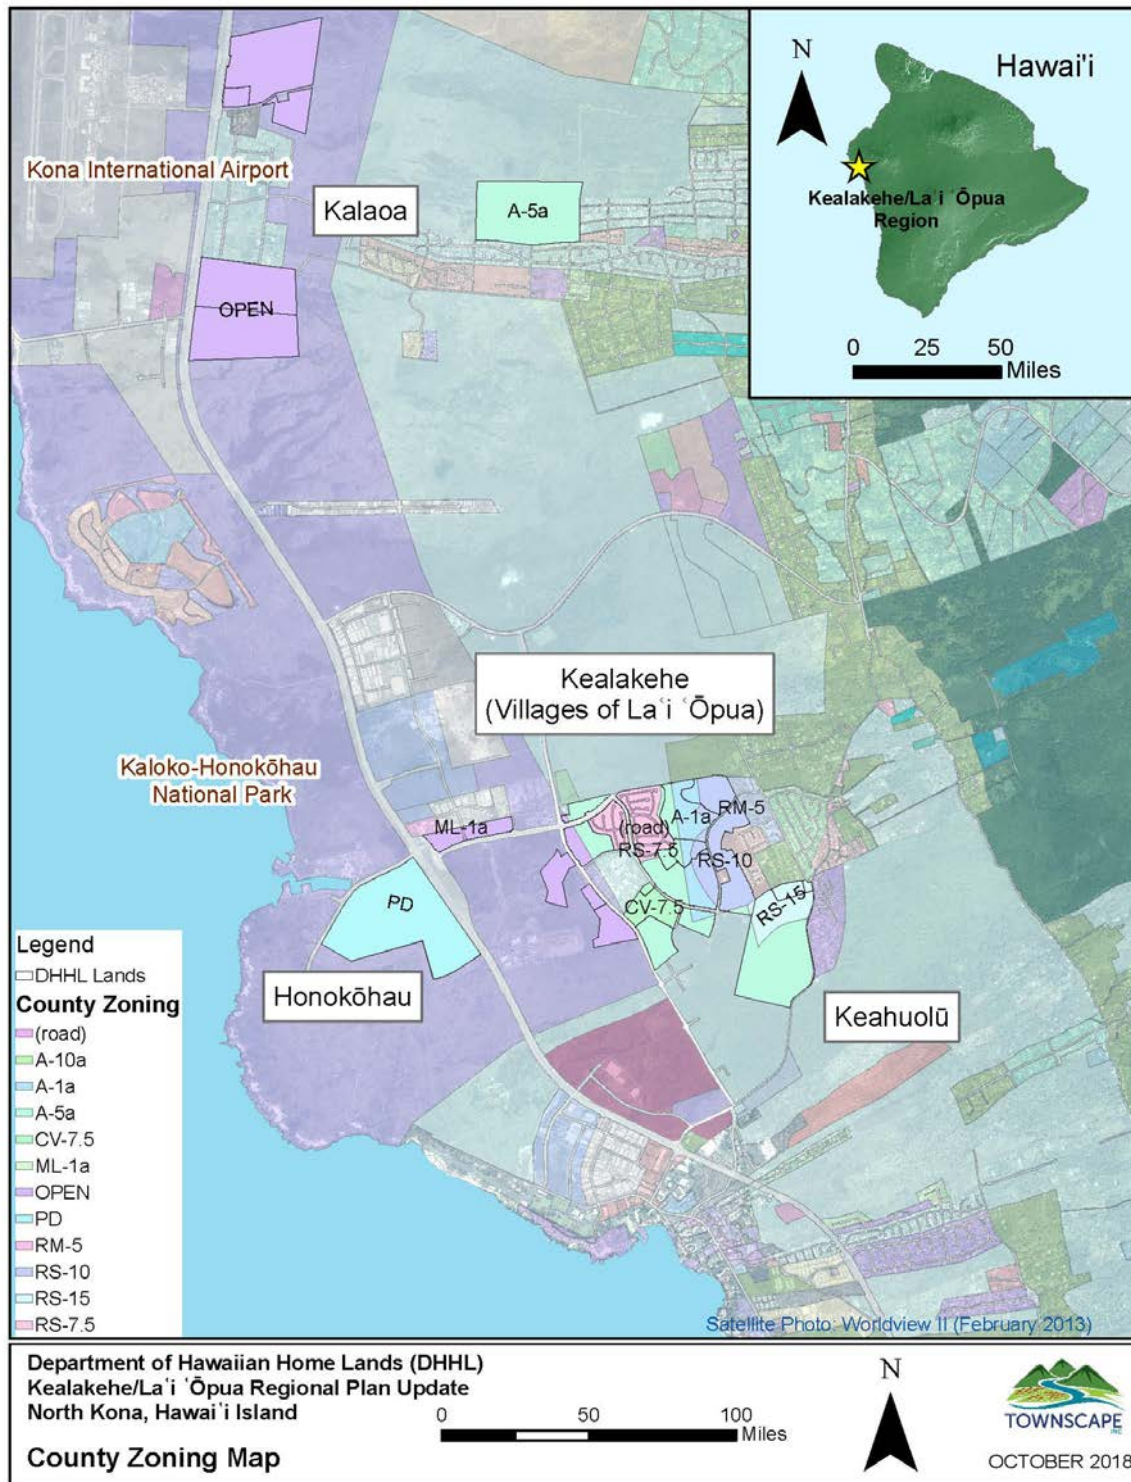 N
Hawai'i
Kealakehe/Laʻi ʻŌpua
Region
0 25 50
Miles
Kona International Airport
Kalaoa
A-5a
OPEN
Kealakehe
(Villages of Laʻi ʻŌpua)
Kaloko-Honokōhau
National Park
ML-1a
(road)
A-1a
RM-5
RS-7.5
RS-10
CV-7.5
RS-15
PD
Honokōhau
Keahuolū
Legend
DHHL Lands
County Zoning
(road)
A-10a
A-1a
A-5a
CV-7.5
ML-1a
OPEN
PD
RM-5
RS-10
RS-15
RS-7.5
Satellite Photo: Worldview II (February 2013)
Department of Hawaiian Home Lands (DHHL)
Kealakehe/Laʻi ʻŌpua Regional Plan Update
North Kona, Hawaiʻi Island
County Zoning Map
0 50 100
Miles
N
TOWNSCAPE
INC
OCTOBER 2018